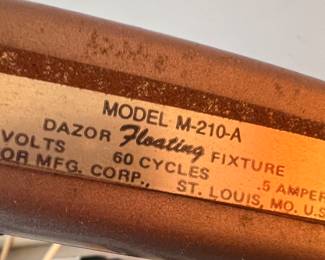 MODEL M-210-A
DAZOR Floating FIXTURE
VOLTS 60 CYCLES .5 AMPER
OR MFG. CORP., ST. LOUIS, MO. U.S